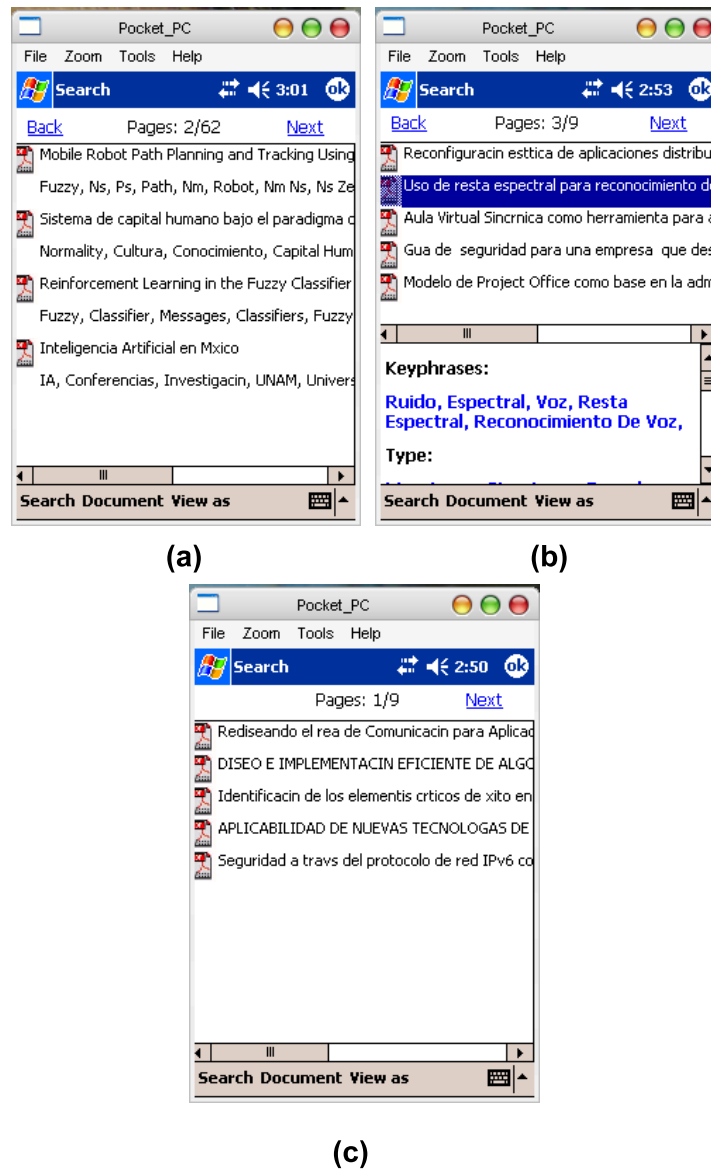 Pocket_PC
File Zoom Tools Help
Search 3:01 ok
Back Pages: 2/62 Next
Mobile Robot Path Planning and Tracking Using
Fuzzy, Ns, Ps, Path, Nm, Robot, Nm Ns, Ns Ze
Sistema de capital humano bajo el paradigma
Normality, Cultura, Conocimiento, Capital Hum
Reinforcement Learning in the Fuzzy Classifier
Fuzzy, Classifier, Messages, Classifiers, Fuzzy
Inteligencia Artificial en Mxico
IA, Conferencias, Investigacin, UNAM, Univers
Search Document View as
(a)
Pocket_PC
File Zoom Tools Help
Search 2:53 ok
Back Pages: 3/9 Next
Reconfiguracin esttica de aplicaciones distribu
Uso de resta espectral para reconocimiento de
Aula Virtual Sincrnica como herramienta para a
Gua de seguridad para una empresa que des
Modelo de Project Office como base en la adm
Keyphrases:
Ruido, Espectral, Voz, Resta
Espectral, Reconocimiento De Voz,
Type:
Search Document View as
(b)
Pocket_PC
File Zoom Tools Help
Search 2:50 ok
Pages: 1/9 Next
Rediseando el rea de Comunicacin para Aplicac
DISEO E IMPLEMENTACIN EFICIENTE DE ALGO
Identificacin de los elementis crticos de xito en
APLICABILIDAD DE NUEVAS TECNOLOGAS DE
Seguridad a travs del protocolo de red IPv6 co
Search Document View as
(c)